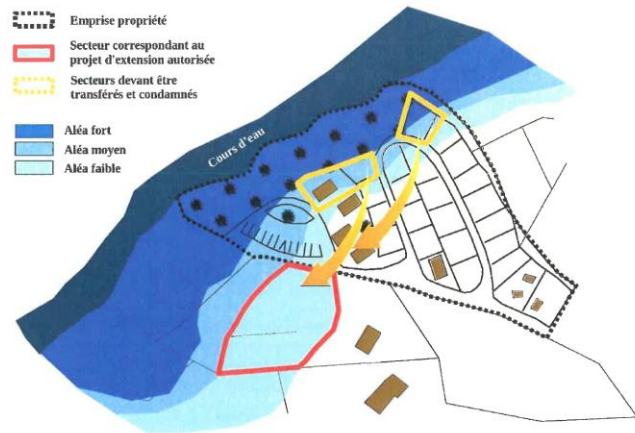 Emprise propriété
Secteur correspondant au
projet d'extension autorisée
Secteurs devant être
transférés et condamnés
Aléa fort
Aléa moyen
Aléa faible
Cours d'eau